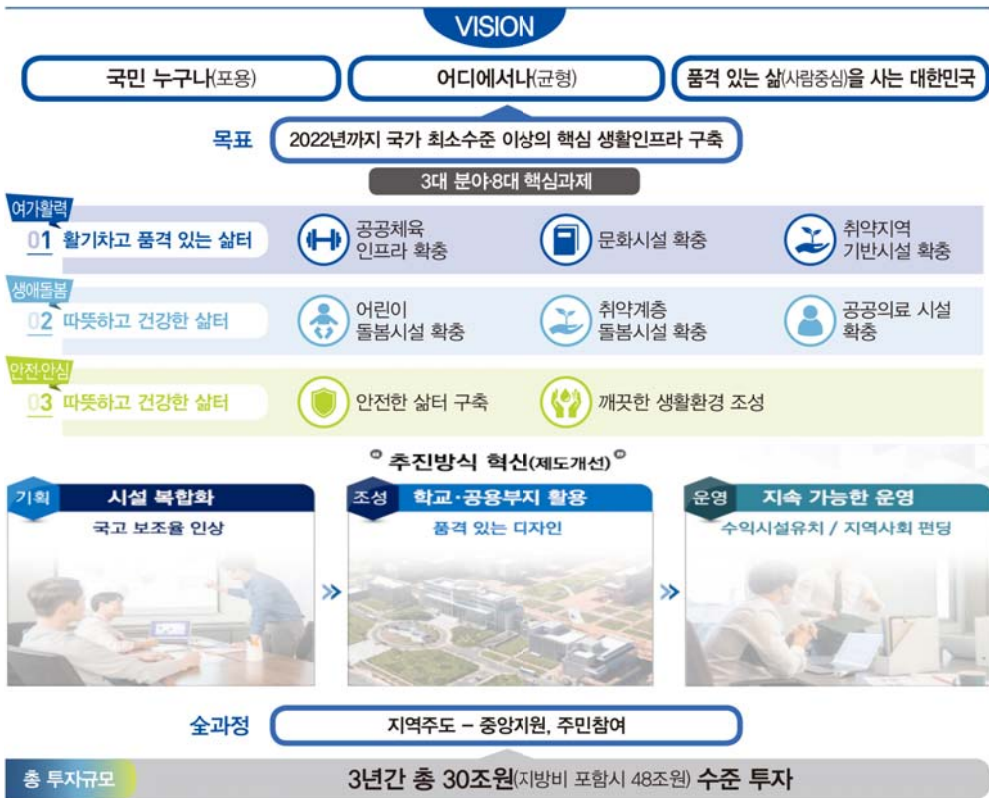 VISION
국민 누구나(포용)
어디에서나(균형)
품격 있는 삶(사람중심)을 사는 대한민국
목표
2022년까지 국가 최소수준 이상의 핵심 생활인프라 구축
3대 분야·8대 핵심과제
여가활력
01 활기차고 품격 있는 삶터
공공체육
인프라 확충
문화시설 확충
취약지역
기반시설 확충
생애돌봄
02 따뜻하고 건강한 삶터
어린이
돌봄시설 확충
취약계층
돌봄시설 확충
공공의료 시설
확충
안전·안심
03 따뜻하고 건강한 삶터
안전한 삶터 구축
깨끗한 생활환경 조성
추진방식 혁신(제도개선)
기획
시설 복합화
국고 보조율 인상
조성
학교·공용부지 활용
품격 있는 디자인
운영
지속 가능한 운영
수익시설유치 / 지역사회 펀딩
全과정
지역주도 – 중앙지원, 주민참여
총 투자규모
3년간 총 30조원(지방비 포함시 48조원) 수준 투자